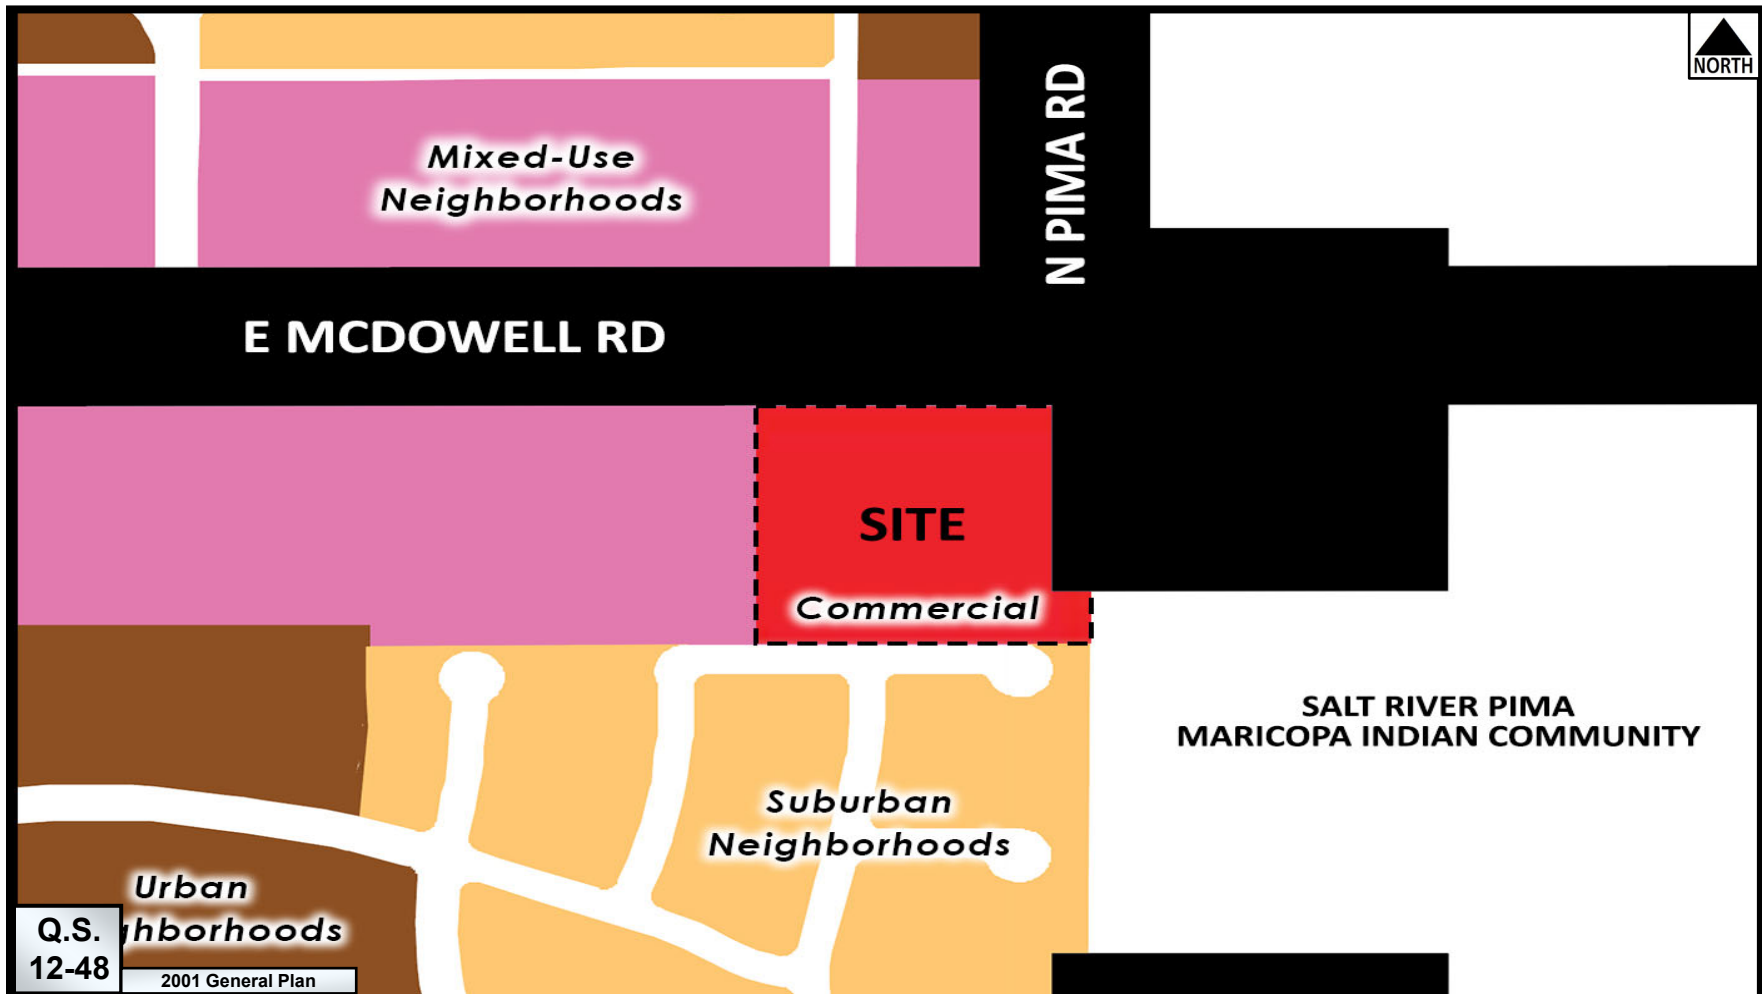 NORTH
N PIMA RD
Mixed-Use
Neighborhoods
E MCDOWELL RD
SITE
Commercial
SALT RIVER PIMA
MARICOPA INDIAN COMMUNITY
Suburban
Neighborhoods
Urban
ghborhoods
Q.S.
12-48
2001 General Plan